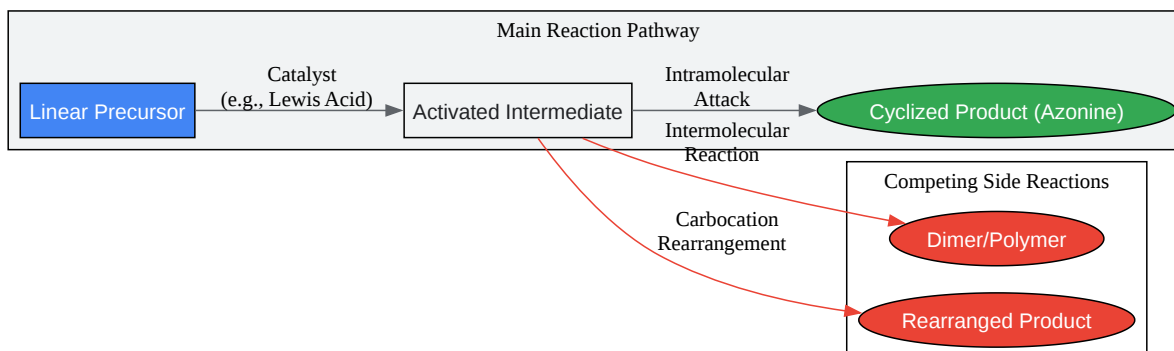 Main Reaction Pathway
Linear Precursor
Catalyst
(e.g., Lewis Acid)
Activated Intermediate
Intramolecular
Attack
Cyclized Product (Azonine)
Intermolecular
Reaction
Carbocation
Rearrangement
Competing Side Reactions
Dimer/Polymer
Rearranged Product